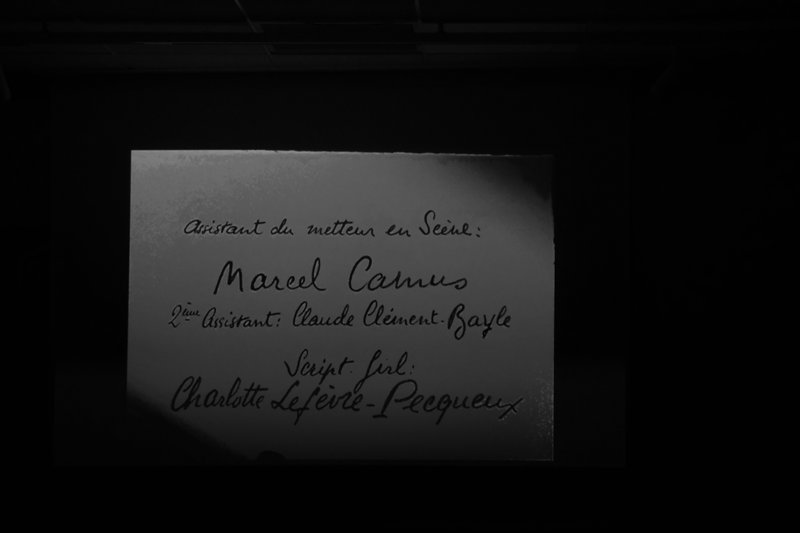 Assistant du metteur en Scène:
Marcel Camus
2ème Assistant: Claude Clément-Bayle
Script-Girl:
Charlotte Lefèvre-Pecqueux